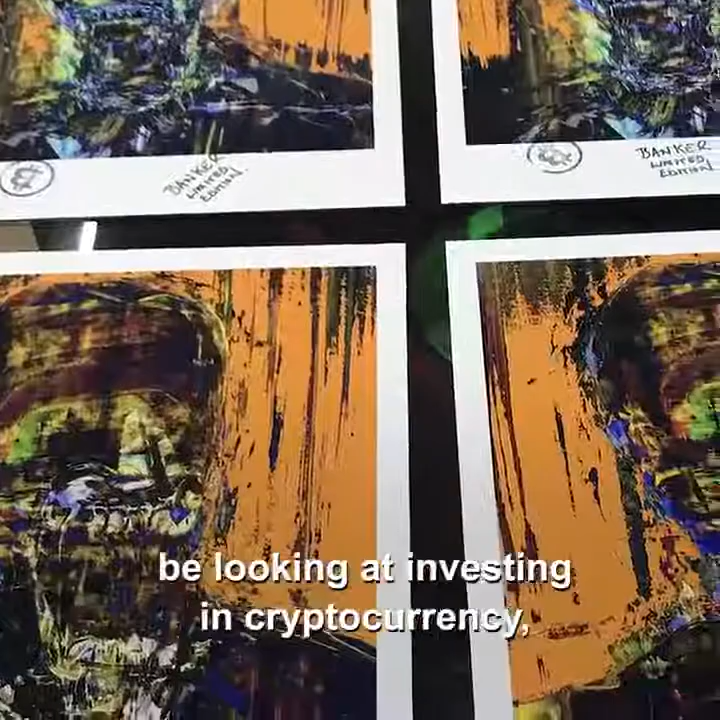 BANKER
LIMITED
EDITION
BANKER
LIMITED
EDITION
be looking at investing
in cryptocurrency,